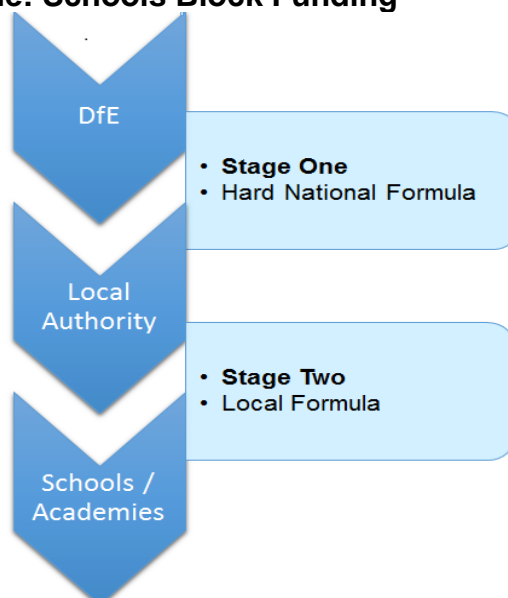 Schools Block Funding
DfE
• Stage One
• Hard National Formula
Local
Authority
• Stage Two
• Local Formula
Schools /
Academies